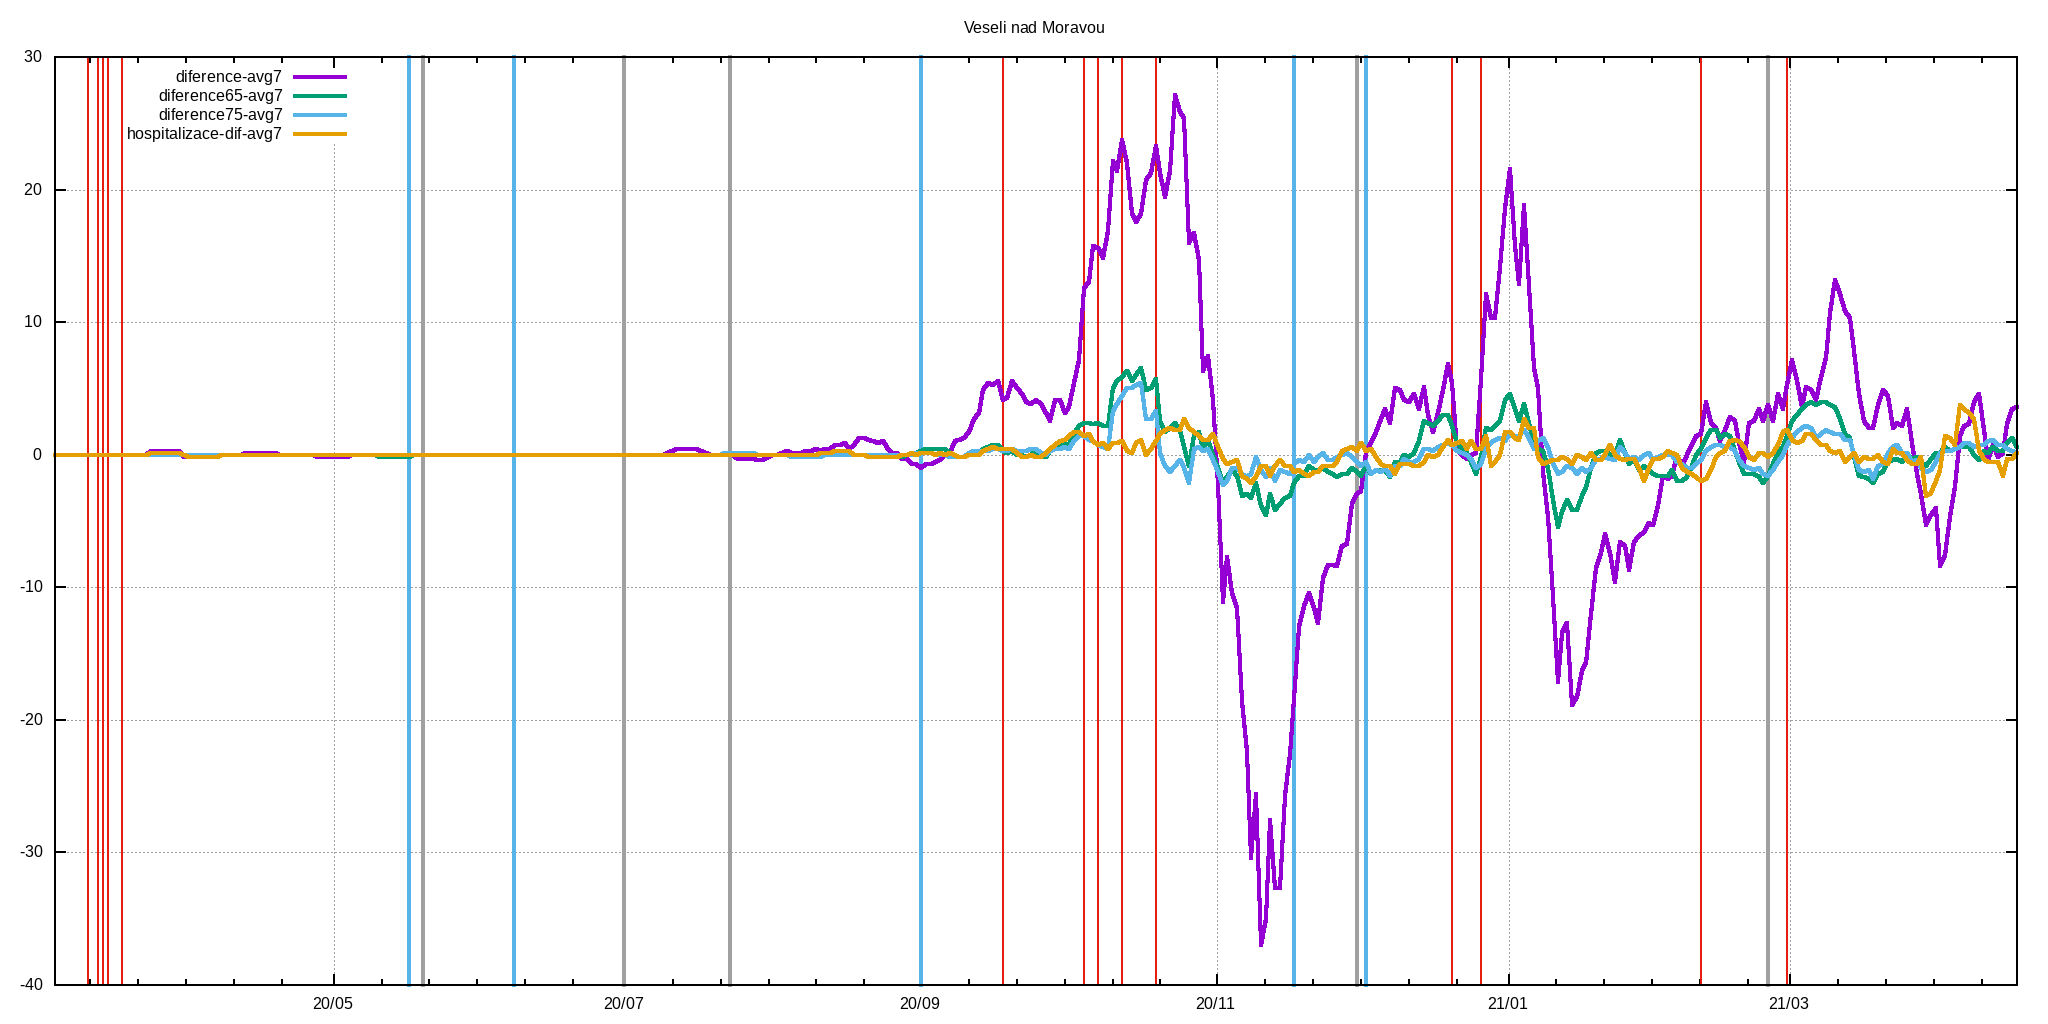 Veseli nad Moravou
30
20
10
0
-10
-20
-30
-40
diference-avg7
diference65-avg7
diference75-avg7
hospitalizace-dif-avg7
20/05
20/07
20/09
20/11
21/01
21/03